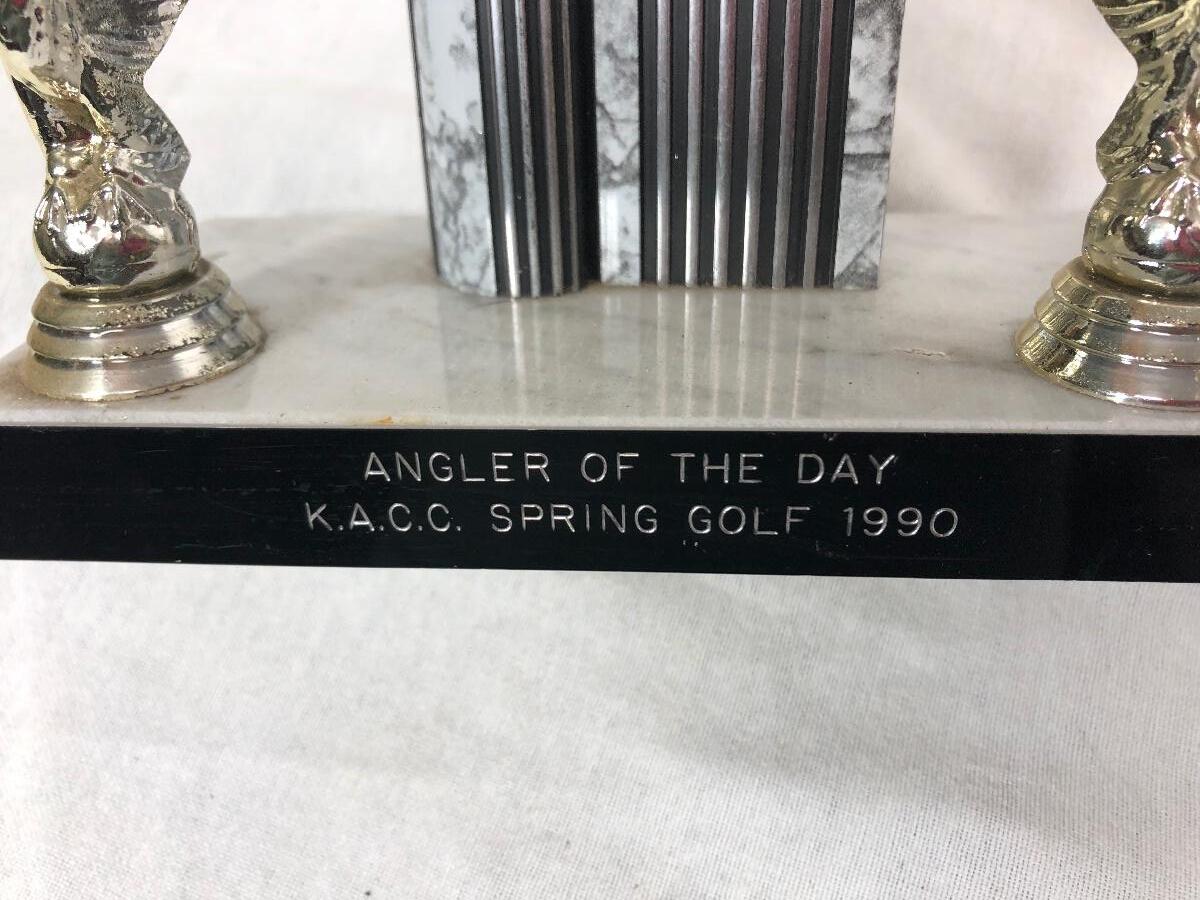 ANGLER OF THE DAY
K.A.C.C. SPRING GOLF 1990